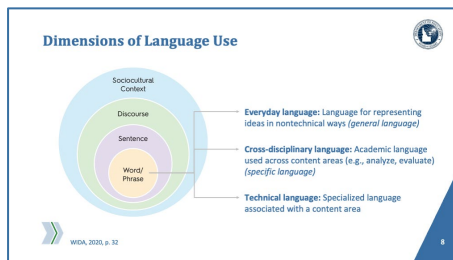 Dimensions of Language Use
Sociocultural
Context
Discourse
Sentence
Word/
Phrase
Everyday language: Language for representing
ideas in nontechnical ways (general language)
Cross-disciplinary language: Academic language
used across content areas (e.g., analyze, evaluate)
(specific language)
Technical language: Specialized language
associated with a content area
WIDA, 2020, p. 32
8